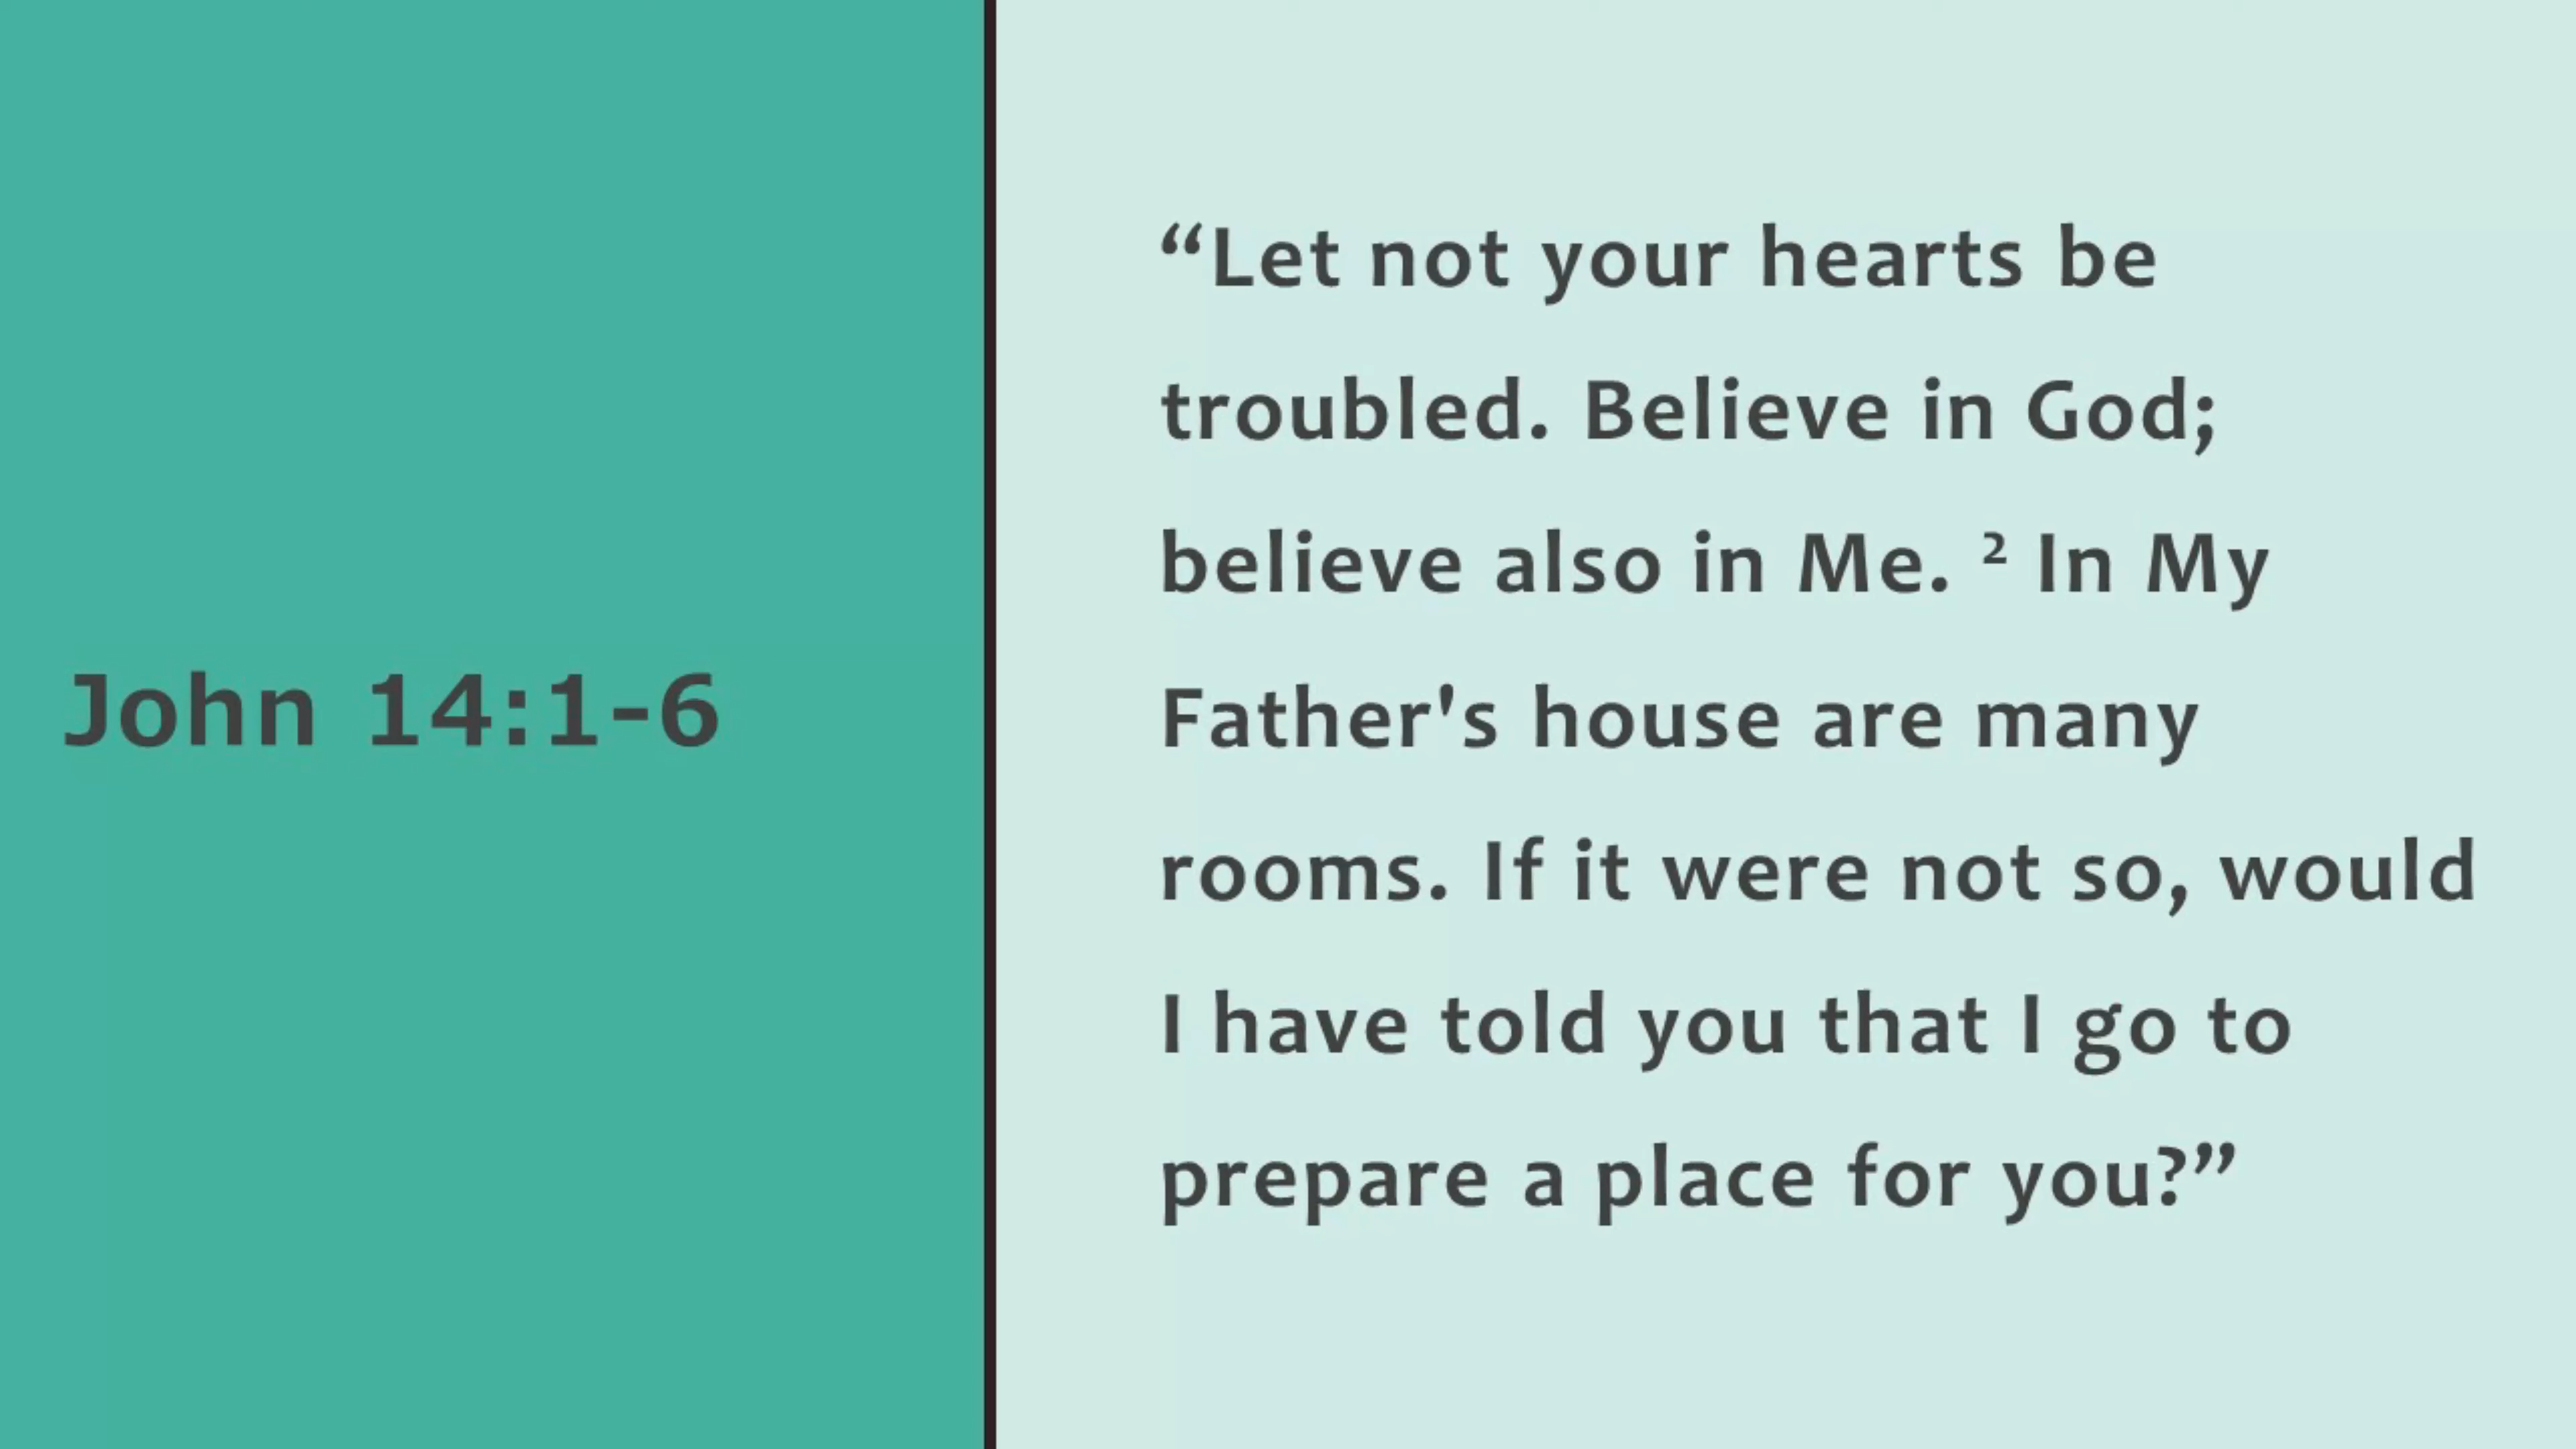 John 14:1-6
“Let not your hearts be
troubled. Believe in God;
believe also in Me. ² In My
Father's house are many
rooms. If it were not so, would
I have told you that I go to
prepare a place for you?”